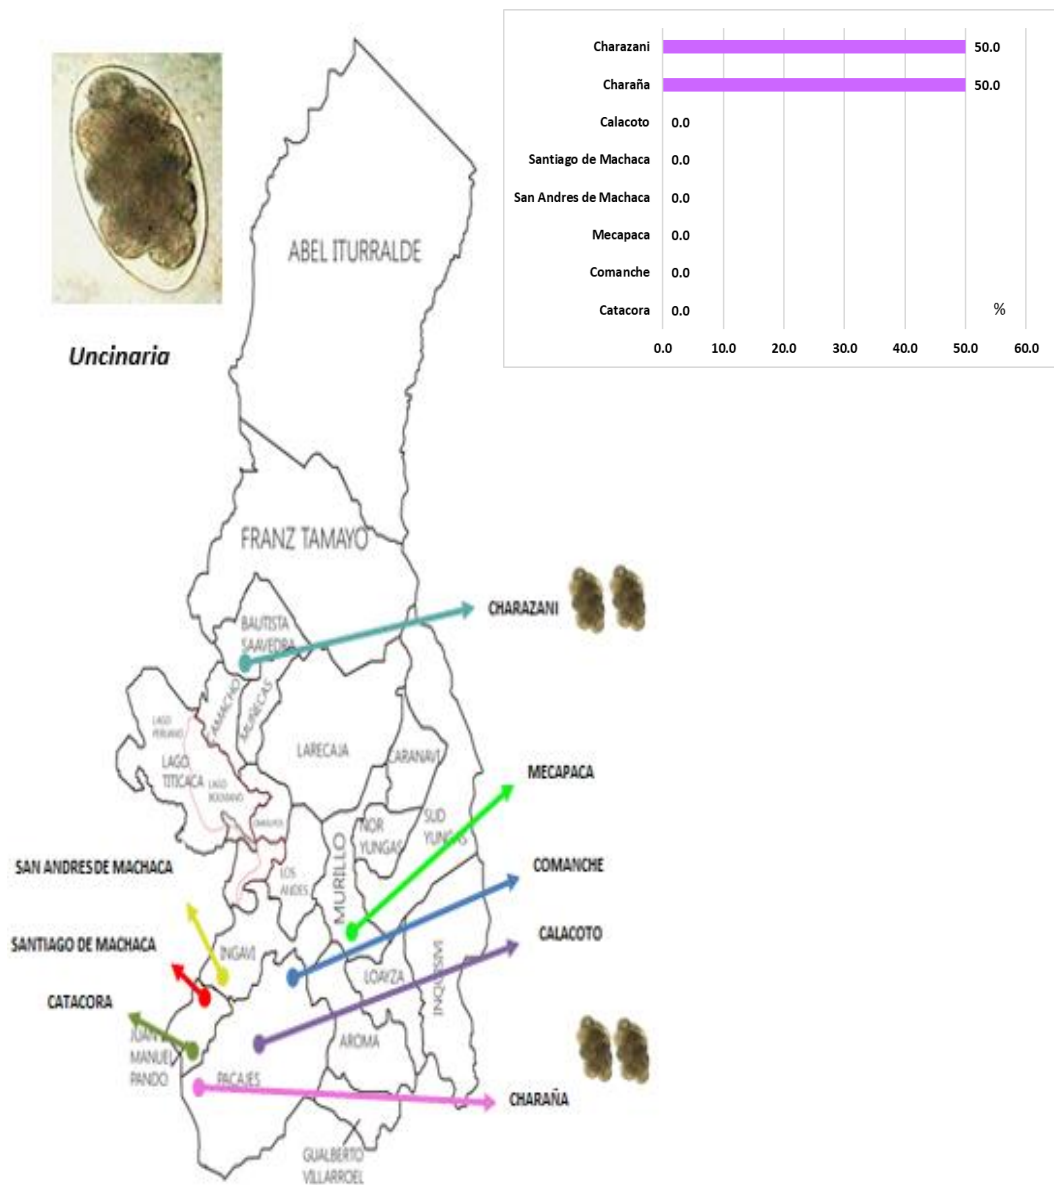 Charazani
50.0
Charaña
50.0
Calacoto
0.0
Santiago de Machaca
0.0
San Andres de Machaca
0.0
Mecapaca
0.0
Comanche
0.0
Catacora
0.0
%
0.0 10.0 20.0 30.0 40.0 50.0 60.0
Uncinaria
ABEL ITURRALDE
FRANZ TAMAYO
BAUTISTA
SAAVEDRA
CHARAZANI
CAMACHO
MUÑECAS
LAGO
PERUANO
LAGO
TITICACA
LAGO
BOLIVIANO
LARECAJA
CARANAVI
MECAPACA
NOR
YUNGAS
SUD
YUNGAS
MURILLO
LOS
ANDES
SAN ANDRES DE MACHACA
COMANCHE
SANTIAGO DE MACHACA
INGAVI
CALACOTO
LOAYZA
INQUISIVI
CATACORA
JUAN
MANUEL
PANDO
AROMA
PACAJES
CHARAÑA
GUALBERTO
VILLARROEL